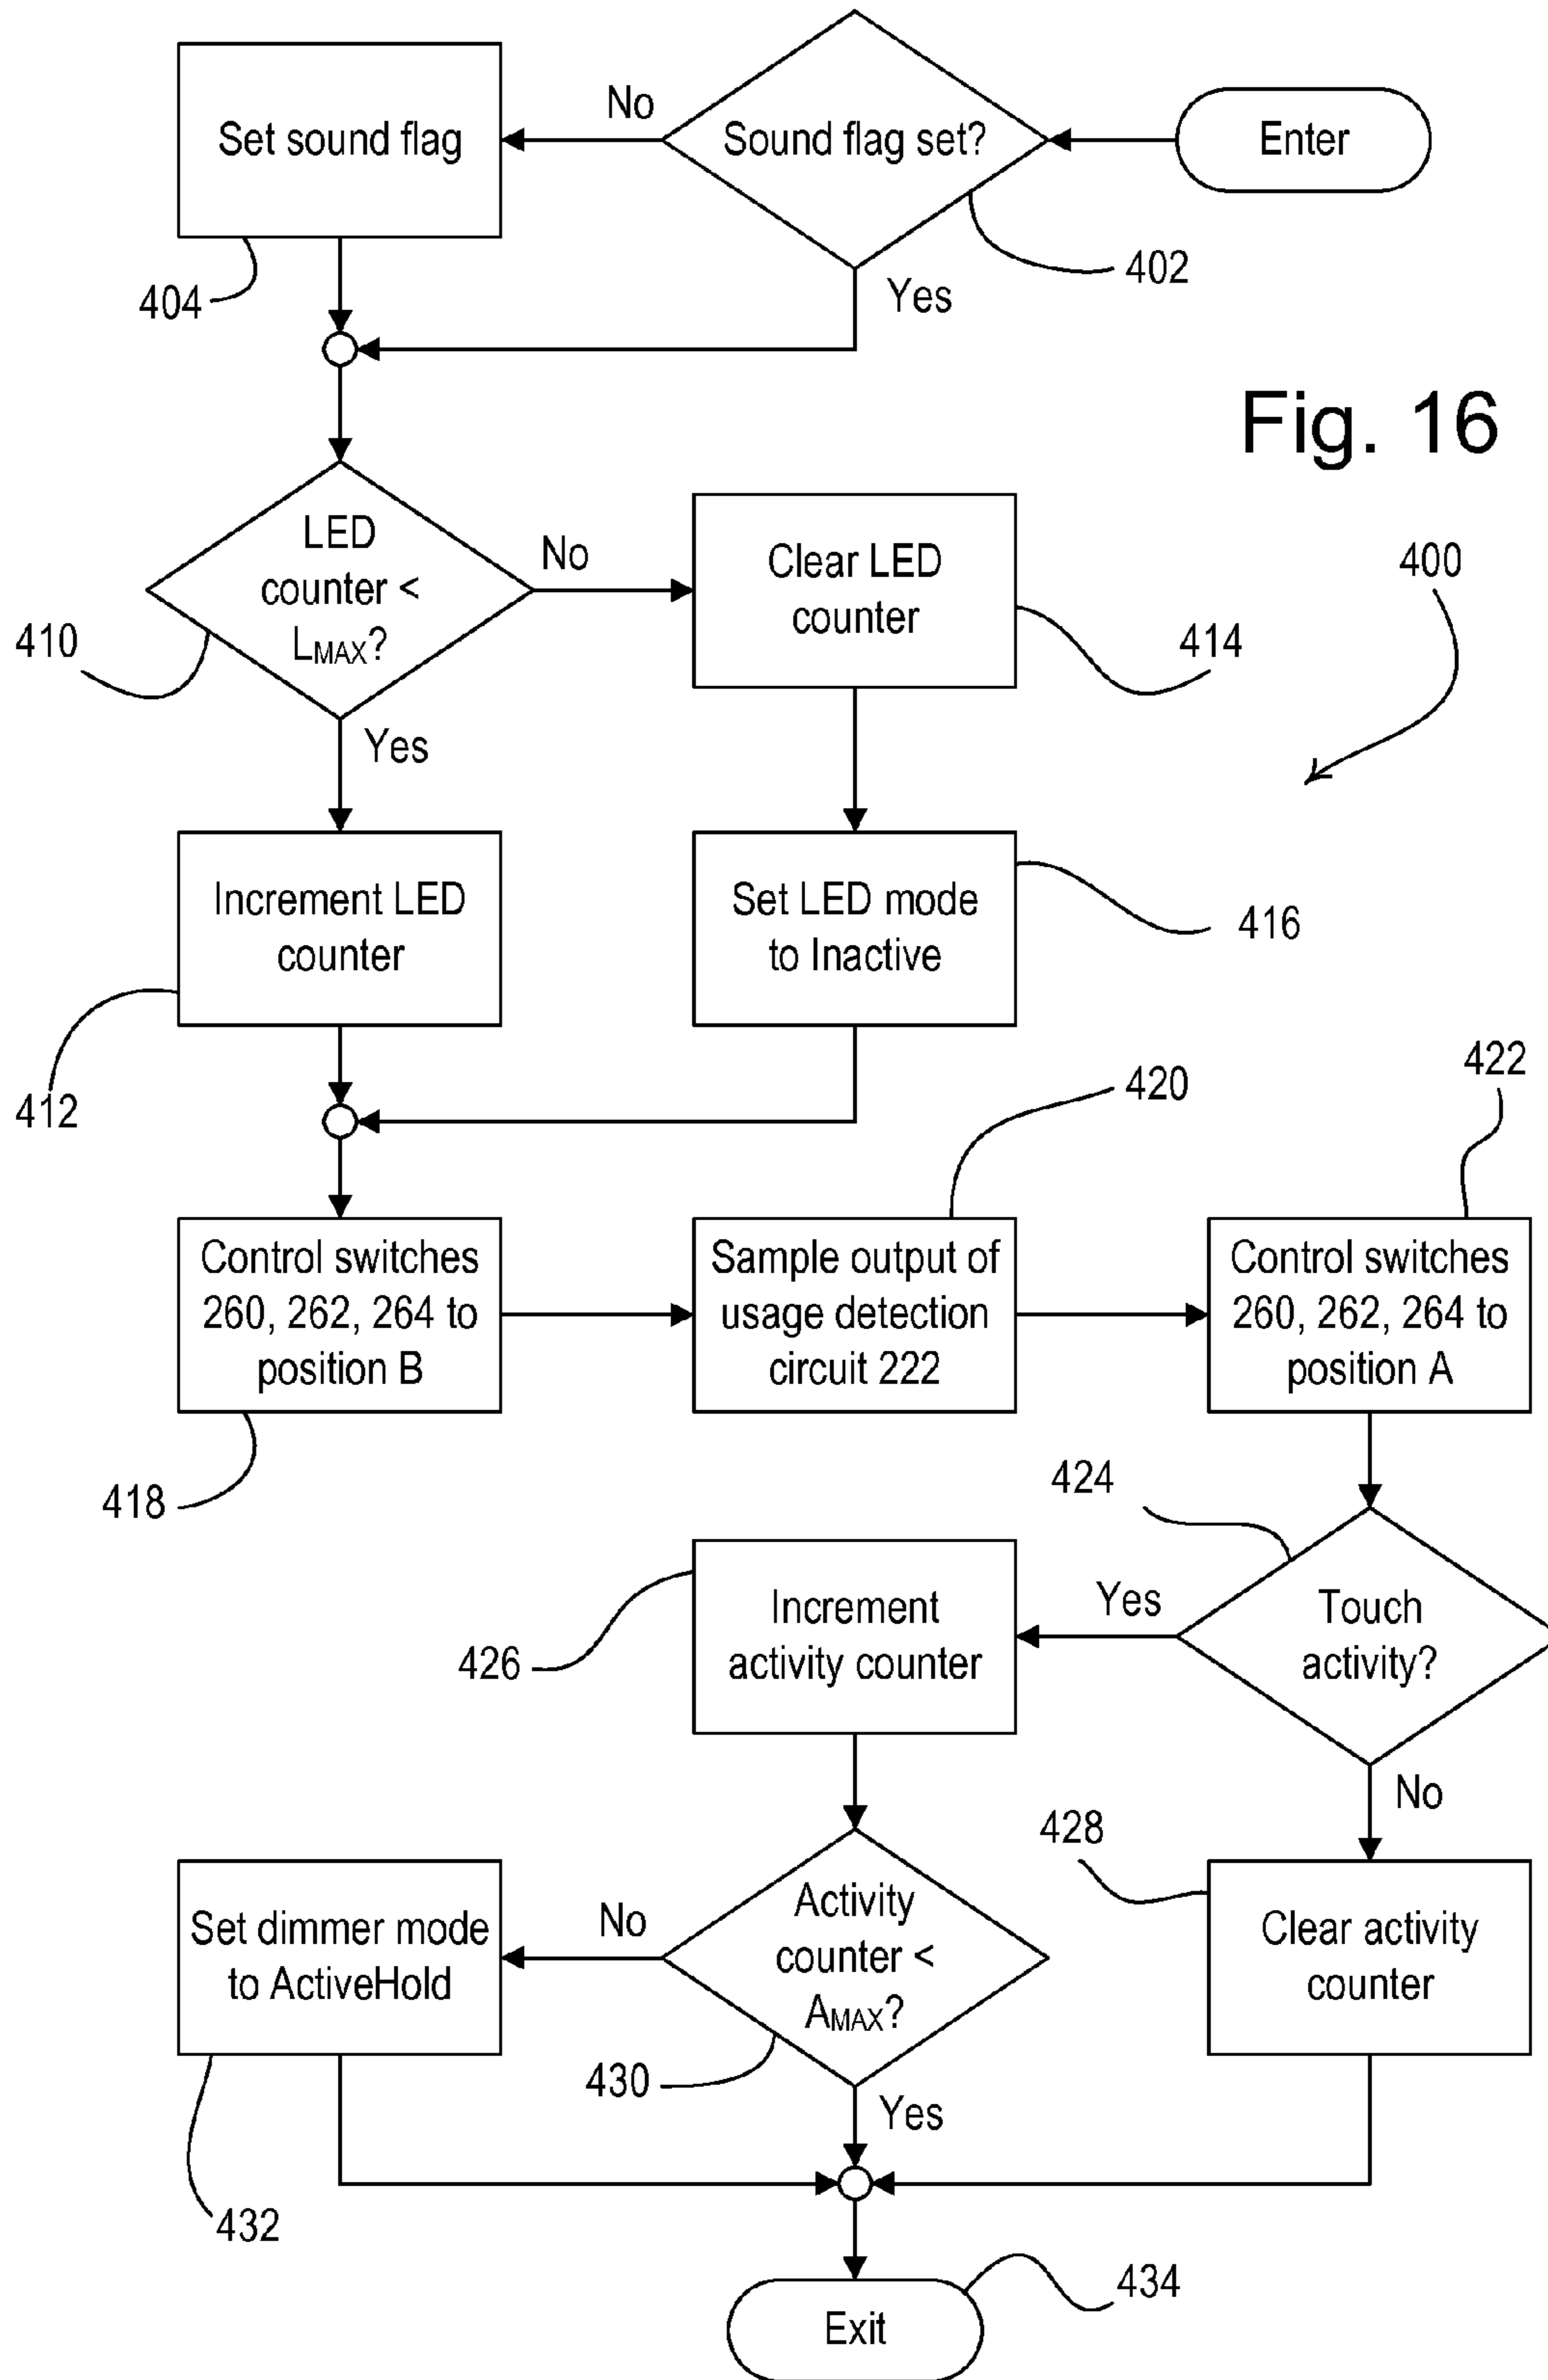 Set sound flag
No
Sound flag set?
Enter
404
402
Yes
Fig. 16
LED
counter <
LMAX?
No
Clear LED
counter
400
410
414
Yes
Increment LED
counter
Set LED mode
to Inactive
416
412
420
422
Control switches
260, 262, 264 to
position B
Sample output of
usage detection
circuit 222
Control switches
260, 262, 264 to
position A
418
424
Increment
activity counter
Yes
Touch
activity?
426
No
428
Set dimmer mode
to ActiveHold
No
Activity
counter <
AMAX?
Clear activity
counter
430
Yes
432
434
Exit